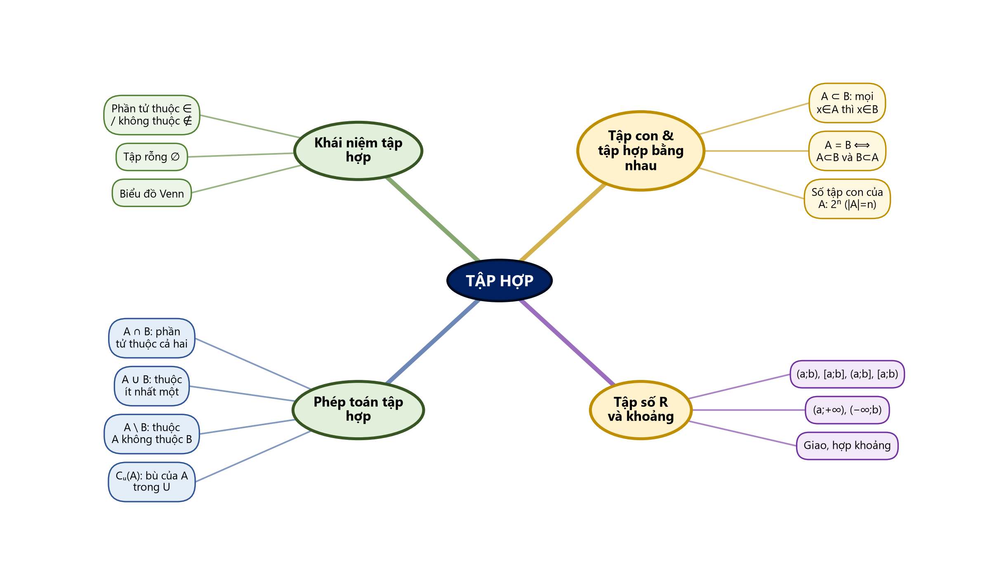 Phần tử thuộc ∈
/ không thuộc ∉
Tập rỗng ∅
Biểu đồ Venn
Khái niệm tập
hợp
Tập con &
tập hợp bằng
nhau
A ⊂ B: mọi
x∈A thì x∈B
A = B ⟺
A⊂B và B⊂A
Số tập con của
A: 2ⁿ (|A|=n)
TẬP HỢP
A ∩ B: phần
tử thuộc cả hai
A ∪ B: thuộc
ít nhất một
A \ B: thuộc
A không thuộc B
Cᵤ(A): bù của A
trong U
Phép toán tập
hợp
Tập số R
và khoảng
(a;b), [a;b], (a;b], [a;b)
(a;+∞), (−∞;b)
Giao, hợp khoảng